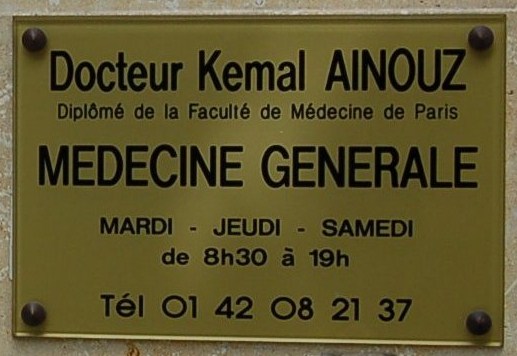 Docteur Kemal AINOUZ
Diplômé de la Faculté de Médecine de Paris
MEDECINE GENERALE
MARDI - JEUDI - SAMEDI
de 8h30 à 19h
Tél 01 42 08 21 37